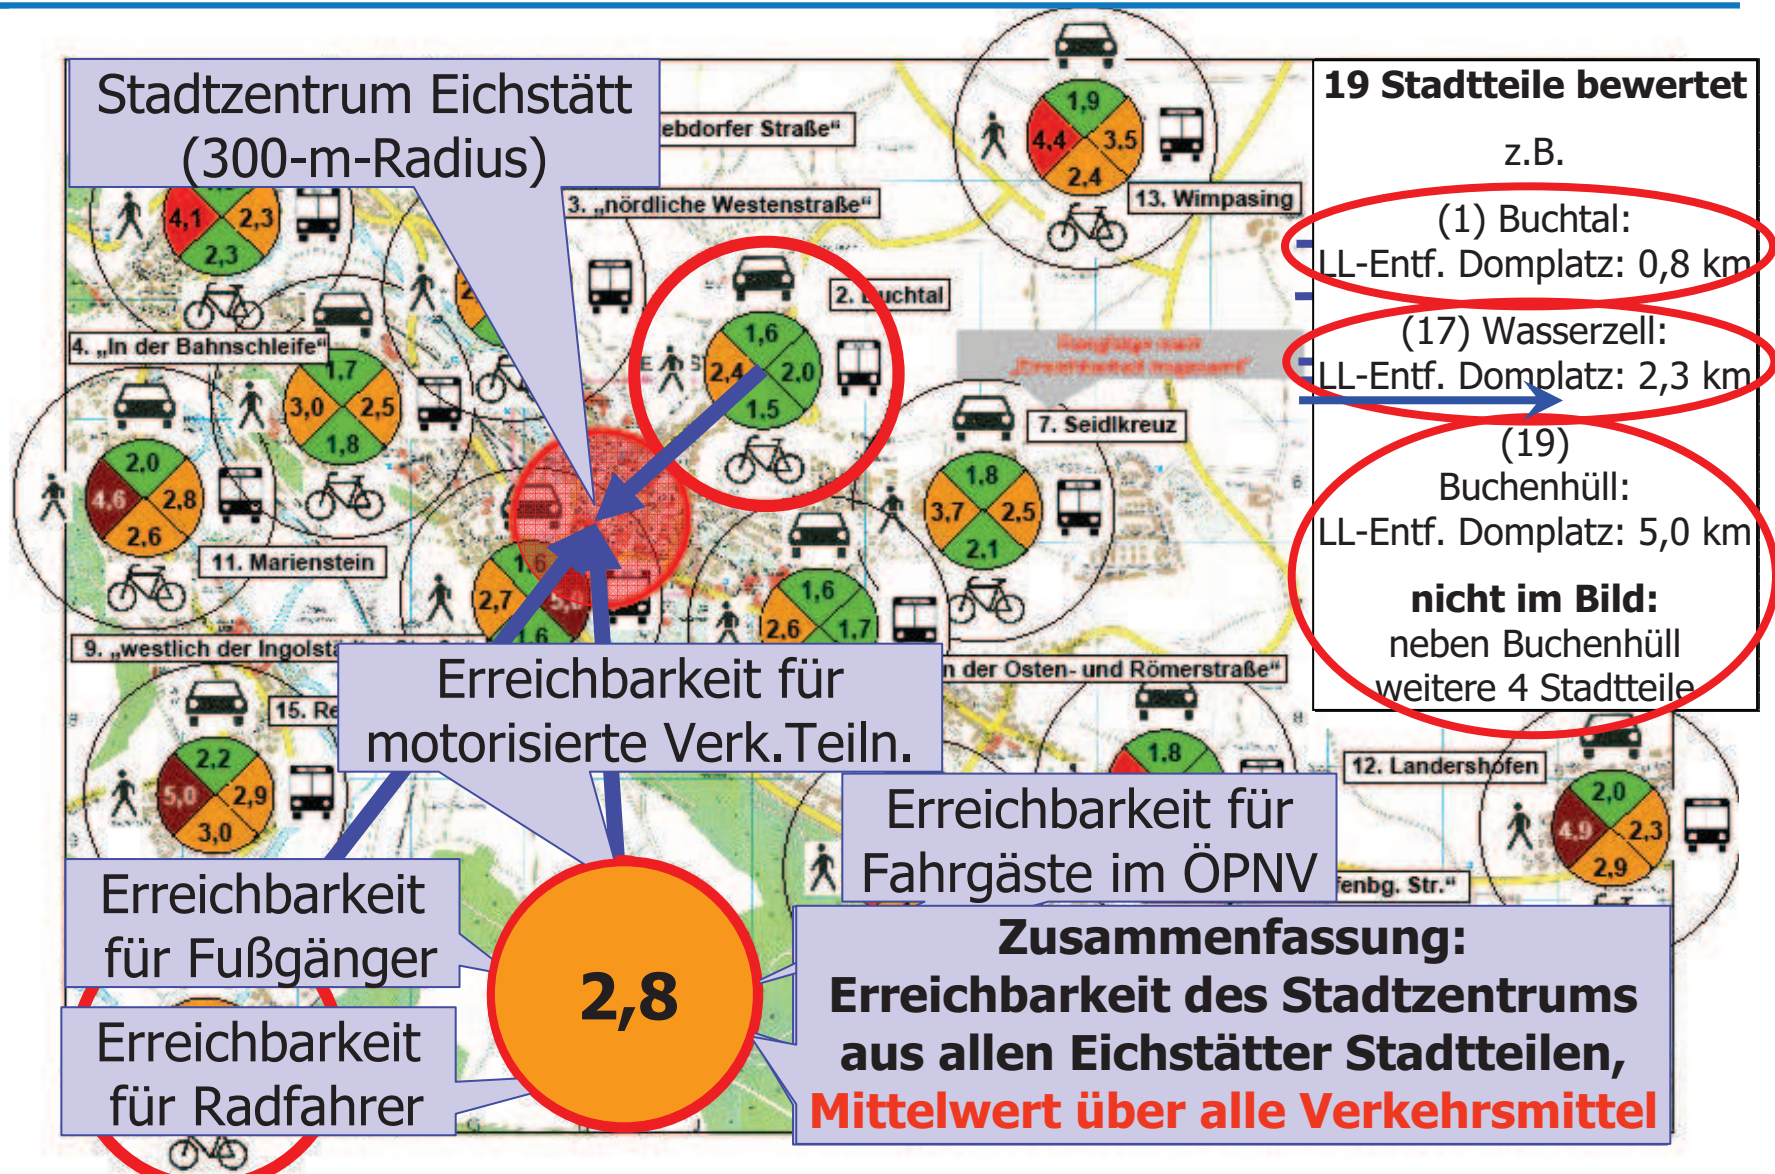 Stadtzentrum Eichstätt
(300-m-Radius)
ebdorfer Straße"
3. „nördliche Westenstraße"
13. Wimpasing
1,9
4,4
3,5
2,4
4,1
2,3
2,3
2. Buchtal
1,6
2,4
2,0
1,5
4. „In der Bahnschleife"
1,7
3,0
2,5
1,8
7. Seidlkreuz
1,8
3,7
2,5
2,1
2,0
4,6
2,8
2,6
11. Marienstein
1,6
2,7
5,0
1,6
1,6
2,6
1,7
9. „westlich der Ingolstä
n der Osten- und Römerstraße"
15. Re
2,2
5,0
2,9
3,0
1,8
12. Landershofen
2,0
4,9
2,3
2,9
fenbg. Str."
Erreichbarkeit für
motorisierte Verk.Teiln.
Erreichbarkeit für
Fahrgäste im ÖPNV
Erreichbarkeit
für Fußgänger
Erreichbarkeit
für Radfahrer
2,8
Zusammenfassung:
Erreichbarkeit des Stadtzentrums
aus allen Eichstätter Stadtteilen,
Mittelwert über alle Verkehrsmittel
19 Stadtteile bewertet
z.B.
(1) Buchtal:
LL-Entf. Domplatz: 0,8 km
(17) Wasserzell:
LL-Entf. Domplatz: 2,3 km
(19)
Buchenhüll:
LL-Entf. Domplatz: 5,0 km
nicht im Bild:
neben Buchenhüll
weitere 4 Stadtteile